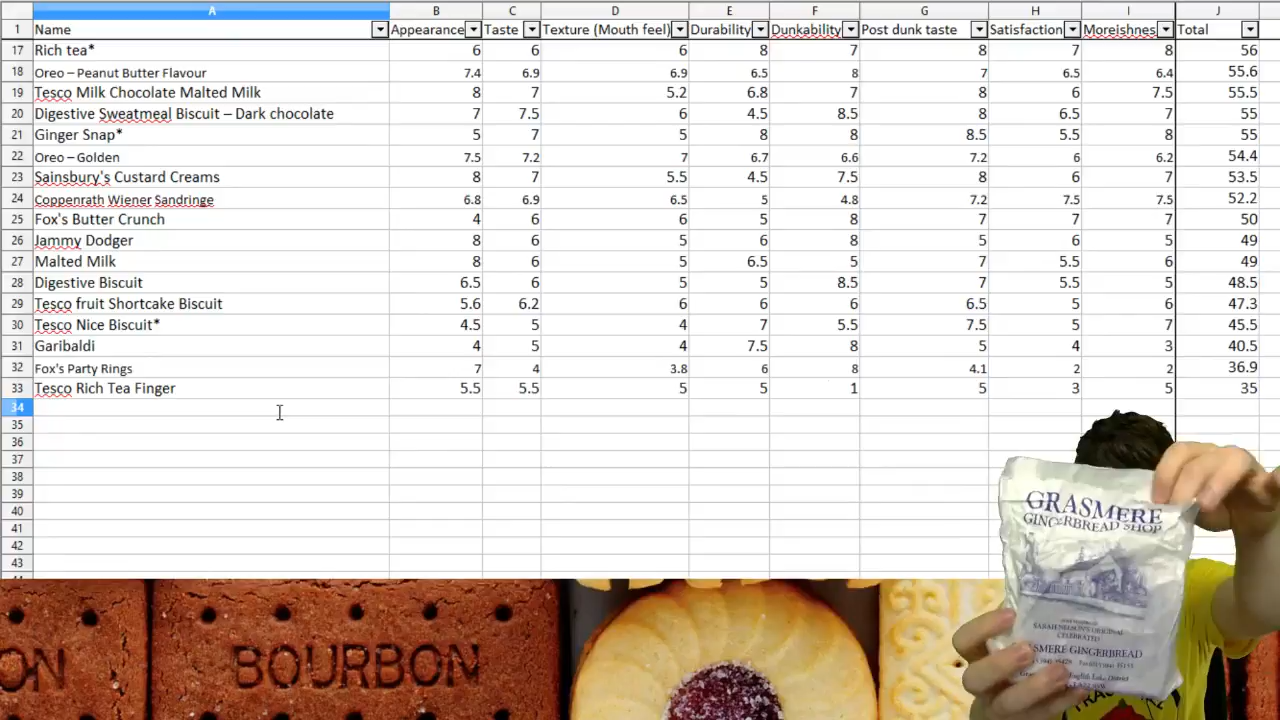 A B C D E F G H I J
1 Name Appearance Taste Texture (Mouth feel) Durability Dunkability Post dunk taste Satisfaction Moreishnes Total
17 Rich tea* 6 6 6 8 7 8 7 8 56
18 Oreo – Peanut Butter Flavour 7.4 6.9 6.9 6.5 8 7 6.5 6.4 55.6
19 Tesco Milk Chocolate Malted Milk 8 7 5.2 6.8 7 8 6 7.5 55.5
20 Digestive Sweatmeal Biscuit – Dark chocolate 7 7.5 6 4.5 8.5 8 6.5 7 55
21 Ginger Snap* 5 7 5 8 8 8.5 5.5 8 55
22 Oreo – Golden 7.5 7.2 7 6.7 6.6 7.2 6 6.2 54.4
23 Sainsbury's Custard Creams 8 7 5.5 4.5 7.5 8 6 7 53.5
24 Coppenrath Wiener Sandringe 6.8 6.9 6.5 5 4.8 7.2 7.5 7.5 52.2
25 Fox's Butter Crunch 4 6 6 5 8 7 7 7 50
26 Jammy Dodger 8 6 5 6 8 5 6 5 49
27 Malted Milk 8 6 5 6.5 5 7 5.5 6 49
28 Digestive Biscuit 6.5 6 5 5 8.5 7 5.5 5 48.5
29 Tesco fruit Shortcake Biscuit 5.6 6.2 6 6 6 6.5 5 6 47.3
30 Tesco Nice Biscuit* 4.5 5 4 7 5.5 7.5 5 7 45.5
31 Garibaldi 4 5 4 7.5 8 5 4 3 40.5
32 Fox's Party Rings 7 4 3.8 6 8 4.1 2 2 36.9
33 Tesco Rich Tea Finger 5.5 5.5 5 5 1 5 3 5 35
34
35
36
37
38
39
40
41
42
43
GRASMERE
GINGERBREAD SHOP
SARAH NELSON'S ORIGINAL
CELEBRATED
ASMERE GINGERBREAD
ON BOURBON